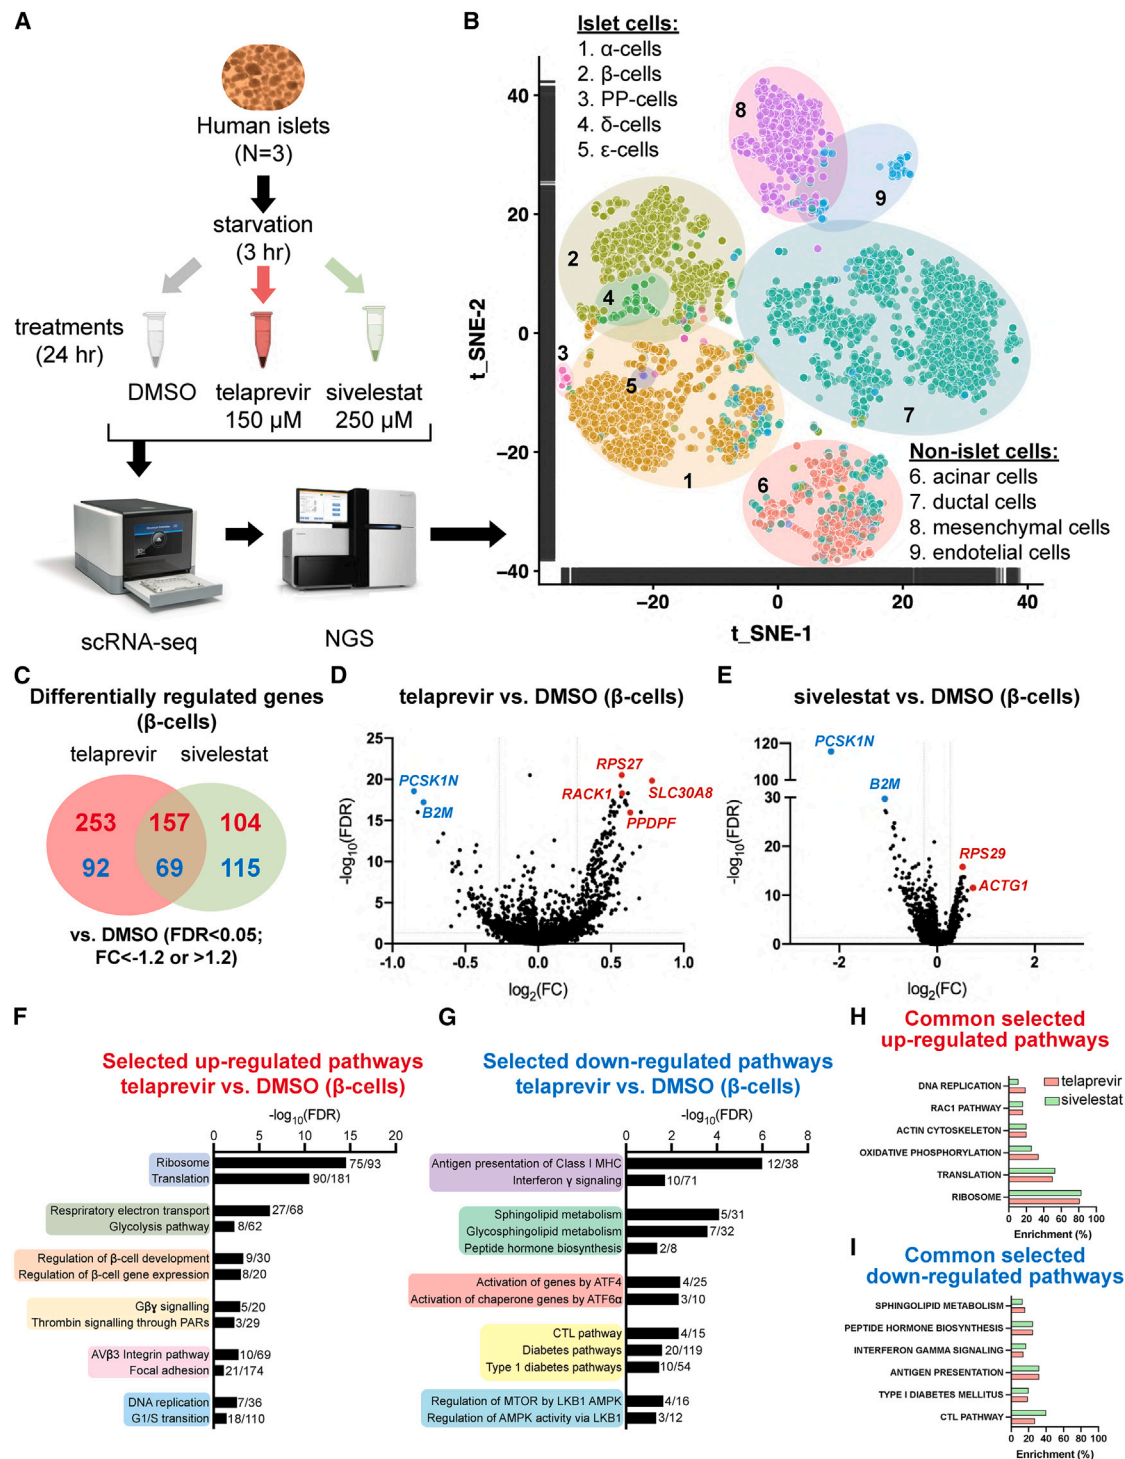 A
Human islets
(N=3)
starvation
(3 hr)
treatments
(24 hr)
DMSO
telaprevir
150 µM
sivelestat
250 µM
scRNA-seq
NGS
B
Islet cells:
1. α-cells
2. β-cells
3. PP-cells
4. δ-cells
5. ε-cells
t_SNE-2
40
20
0
−20
−40
8
9
2
4
3
5
7
1
6
Non-islet cells:
6. acinar cells
7. ductal cells
8. mesenchymal cells
9. endotelial cells
−20
0
20
40
t_SNE-1
C
Differentially regulated genes
(β-cells)
telaprevir
sivelestat
253
157
104
92
69
115
vs. DMSO (FDR<0.05;
FC<-1.2 or >1.2)
D
telaprevir vs. DMSO (β-cells)
-log10(FDR)
25
20
15
10
5
0
PCSK1N
B2M
RPS27
RACK1
SLC30A8
PPDPF
-1.0
-0.5
0.0
0.5
1.0
log2(FC)
E
sivelestat vs. DMSO (β-cells)
-log10(FDR)
120
100
30
20
10
0
PCSK1N
B2M
RPS29
ACTG1
-2
0
2
log2(FC)
F
Selected up-regulated pathways
telaprevir vs. DMSO (β-cells)
-log10(FDR)
0
5
10
15
20
Ribosome
75/93
Translation
90/181
Respriratory electron transport
27/68
Glycolysis pathway
8/62
Regulation of β-cell development
9/30
Regulation of β-cell gene expression
8/20
Gβγ signalling
5/20
Thrombin signalling through PARs
3/29
AVβ3 Integrin pathway
10/69
Focal adhesion
21/174
DNA replication
7/36
G1/S transition
18/110
G
Selected down-regulated pathways
telaprevir vs. DMSO (β-cells)
-log10(FDR)
0
2
4
6
8
Antigen presentation of Class I MHC
12/38
Interferon γ signaling
10/71
Sphingolipid metabolism
5/31
Glycosphingolipid metabolism
7/32
Peptide hormone biosynthesis
2/8
Activation of genes by ATF4
4/25
Activation of chaperone genes by ATF6α
3/10
CTL pathway
4/15
Diabetes pathways
20/119
Type 1 diabetes pathways
10/54
Regulation of MTOR by LKB1 AMPK
4/16
Regulation of AMPK activity via LKB1
3/12
H
Common selected
up-regulated pathways
telaprevir
sivelestat
DNA REPLICATION
RAC1 PATHWAY
ACTIN CYTOSKELETON
OXIDATIVE PHOSPHORYLATION
TRANSLATION
RIBOSOME
0
20
40
60
80
100
Enrichment (%)
I
Common selected
down-regulated pathways
SPHINGOLIPID METABOLISM
PEPTIDE HORMONE BIOSYNTHESIS
INTERFERON GAMMA SIGNALING
ANTIGEN PRESENTATION
TYPE I DIABETES MELLITUS
CTL PATHWAY
0
20
40
60
80
100
Enrichment (%)